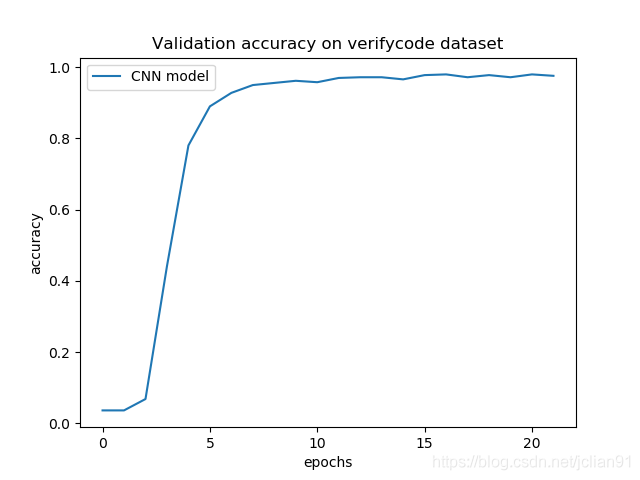 Validation accuracy on verifycode dataset
CNN model
1.0
0.8
0.6
0.4
0.2
0.0
accuracy
0
5
10
15
20
epochs
https://blog.csdn.net/jclian91